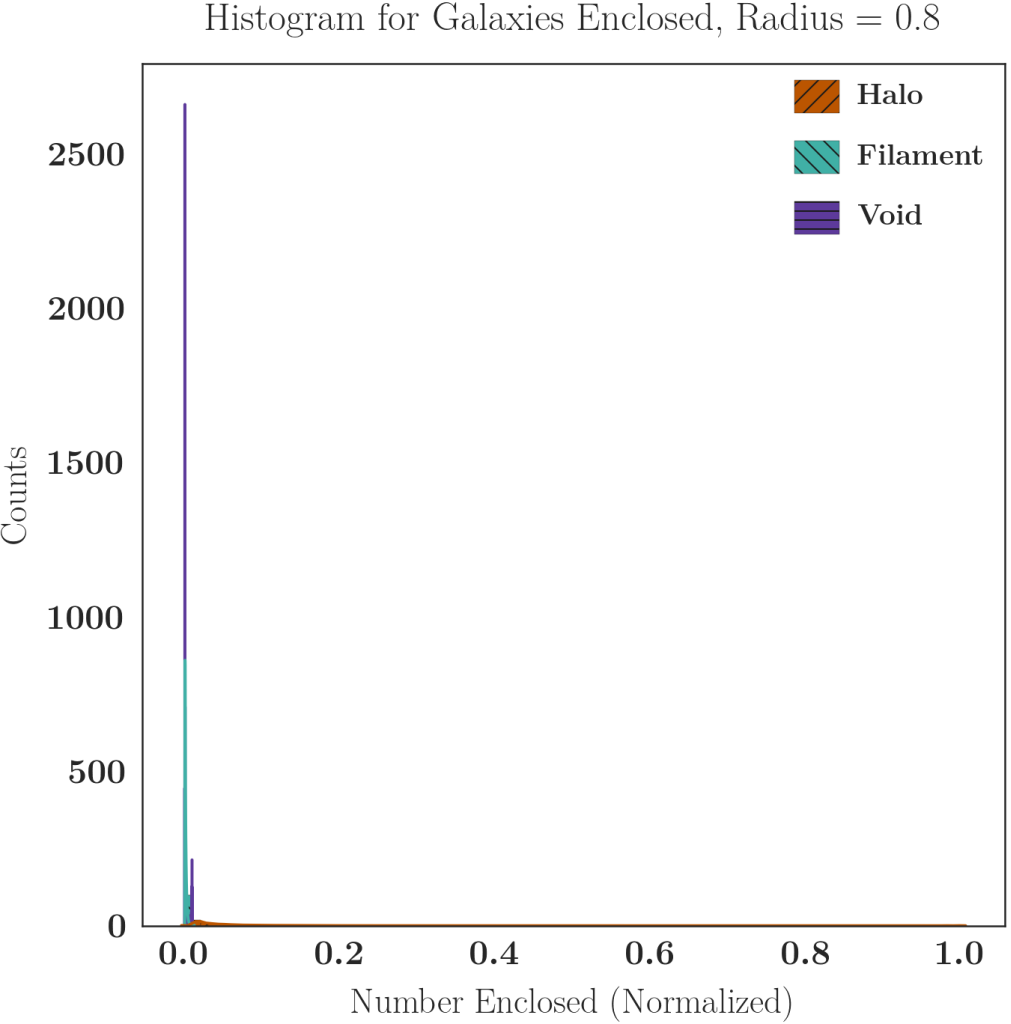 Histogram for Galaxies Enclosed, Radius = 0.8
Halo
Filament
Void
2500
2000
1500
1000
500
0
Counts
0.0 0.2 0.4 0.6 0.8 1.0
Number Enclosed (Normalized)